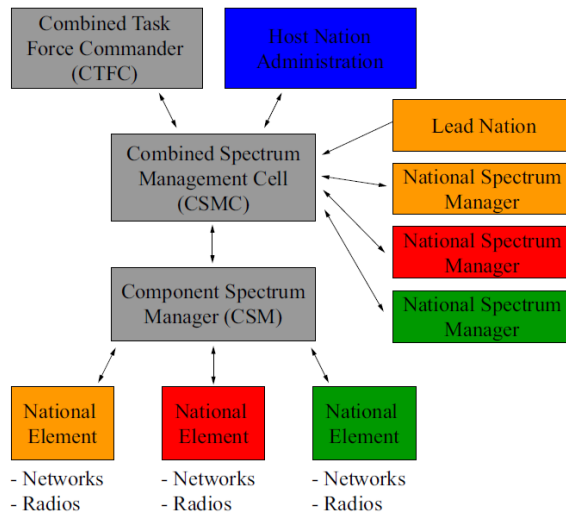 Combined Task
Force Commander
(CTFC)
Host Nation
Administration
Lead Nation
Combined Spectrum
Management Cell
(CSMC)
National Spectrum
Manager
National Spectrum
Manager
National Spectrum
Manager
Component Spectrum
Manager (CSM)
National
Element
- Networks
- Radios
National
Element
- Networks
- Radios
National
Element
- Networks
- Radios